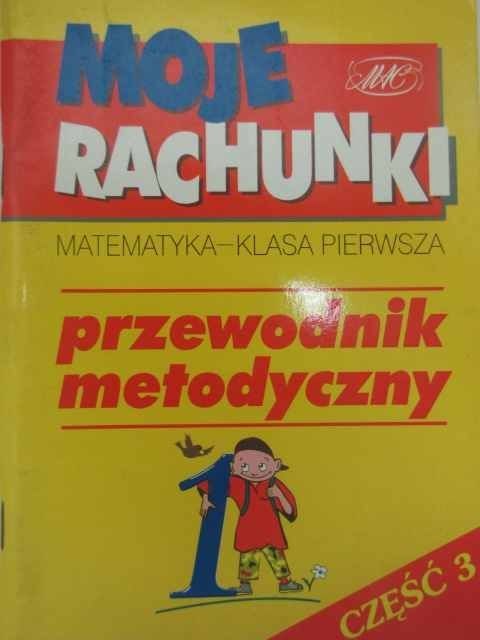 MOJE
MAC
RACHUNKI
MATEMATYKA-KLASA PIERWSZA
przewodnik
metodyczny
1
CZĘŚĆ 3